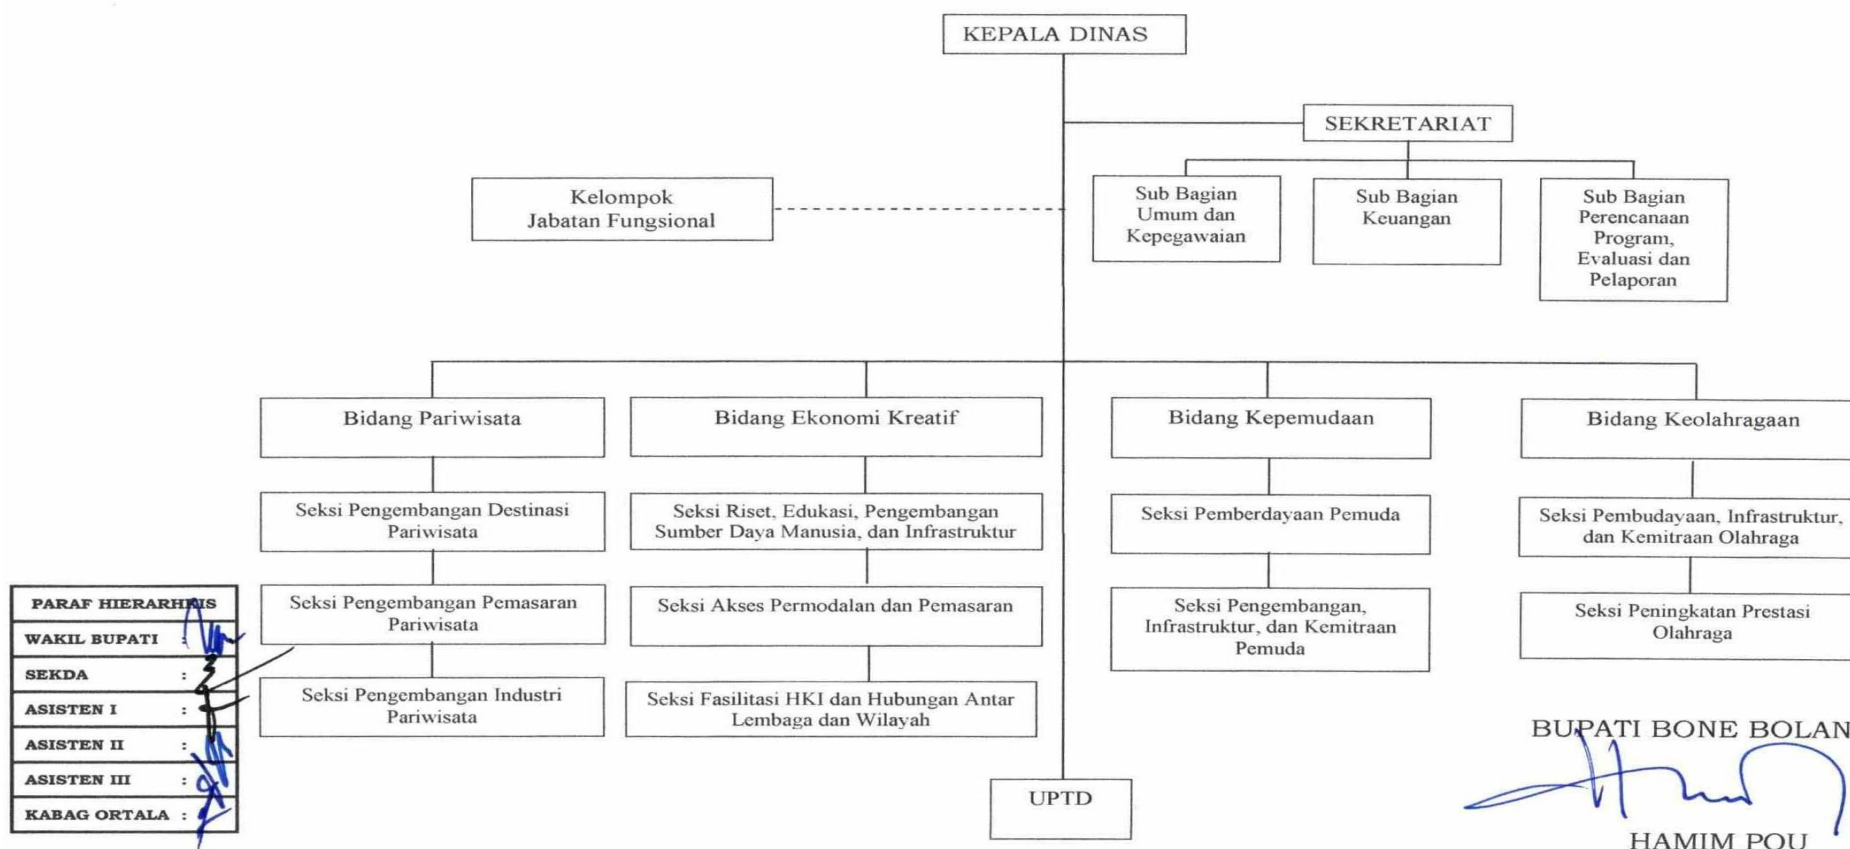 KEPALA DINAS
SEKRETARIAT
Kelompok
Jabatan Fungsional
Sub Bagian
Umum dan
Kepegawaian
Sub Bagian
Keuangan
Sub Bagian
Perencanaan
Program,
Evaluasi dan
Pelaporan
Bidang Pariwisata
Bidang Ekonomi Kreatif
Bidang Kepemudaan
Bidang Keolahragaan
Seksi Pengembangan Destinasi
Pariwisata
Seksi Riset, Edukasi, Pengembangan
Sumber Daya Manusia, dan Infrastruktur
Seksi Pemberdayaan Pemuda
Seksi Pembudayaan, Infrastruktur,
dan Kemitraan Olahraga
Seksi Pengembangan Pemasaran
Pariwisata
Seksi Akses Permodalan dan Pemasaran
Seksi Pengembangan,
Infrastruktur, dan Kemitraan
Pemuda
Seksi Peningkatan Prestasi
Olahraga
Seksi Pengembangan Industri
Pariwisata
Seksi Fasilitasi HKI dan Hubungan Antar
Lembaga dan Wilayah
UPTD
PARAF HIERARHKIS
WAKIL BUPATI :
SEKDA :
ASISTEN I :
ASISTEN II :
ASISTEN III :
KABAG ORTALA :
BUPATI BONE BOLAN
HAMIM POU